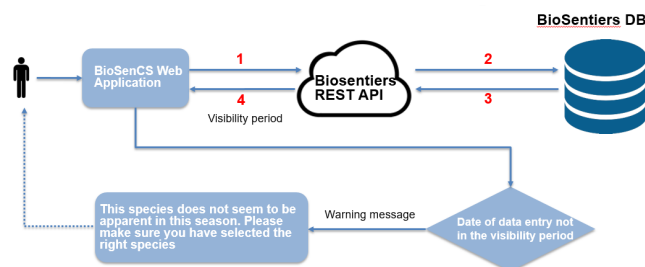 BioSentiers DB
1
2
BioSenCS Web
Application
Biosentiers
REST API
4
3
Visibility period
This species does not seem to be
apparent in this season. Please
make sure you have selected the
right species
Warning message
Date of data entry not
in the visibility period